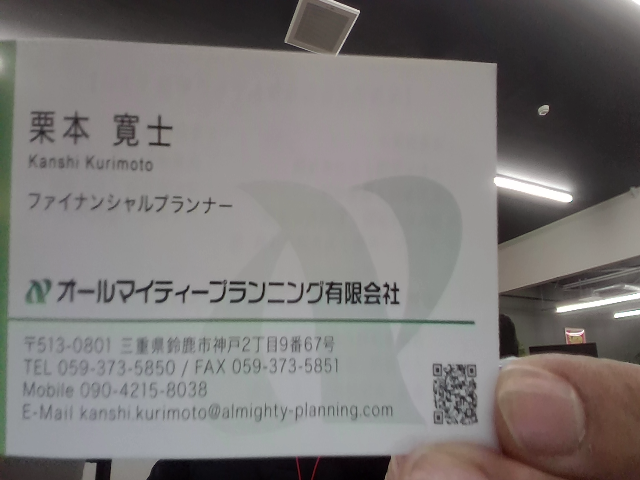 栗本 寛士
Kanshi Kurimoto
ファイナンシャルプランナー
オールマイティープランニング有限会社
〒513-0801 三重県鈴鹿市神戸2丁目9番67号
TEL 059-373-5850 / FAX 059-373-5851
Mobile 090-4215-8038
E-Mail kanshi.kurimoto@almighty-planning.com